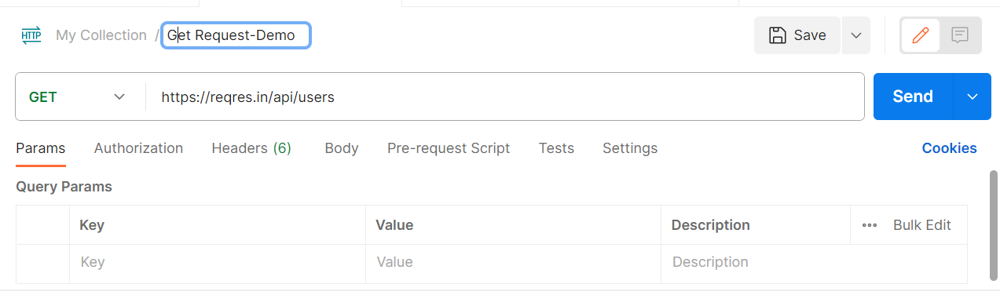 HTTP My Collection / Get Request-Demo Save
GET https://reqres.in/api/users Send
Params Authorization Headers (6) Body Pre-request Script Tests Settings Cookies
Query Params
Key Value Description Bulk Edit
Key Value Description